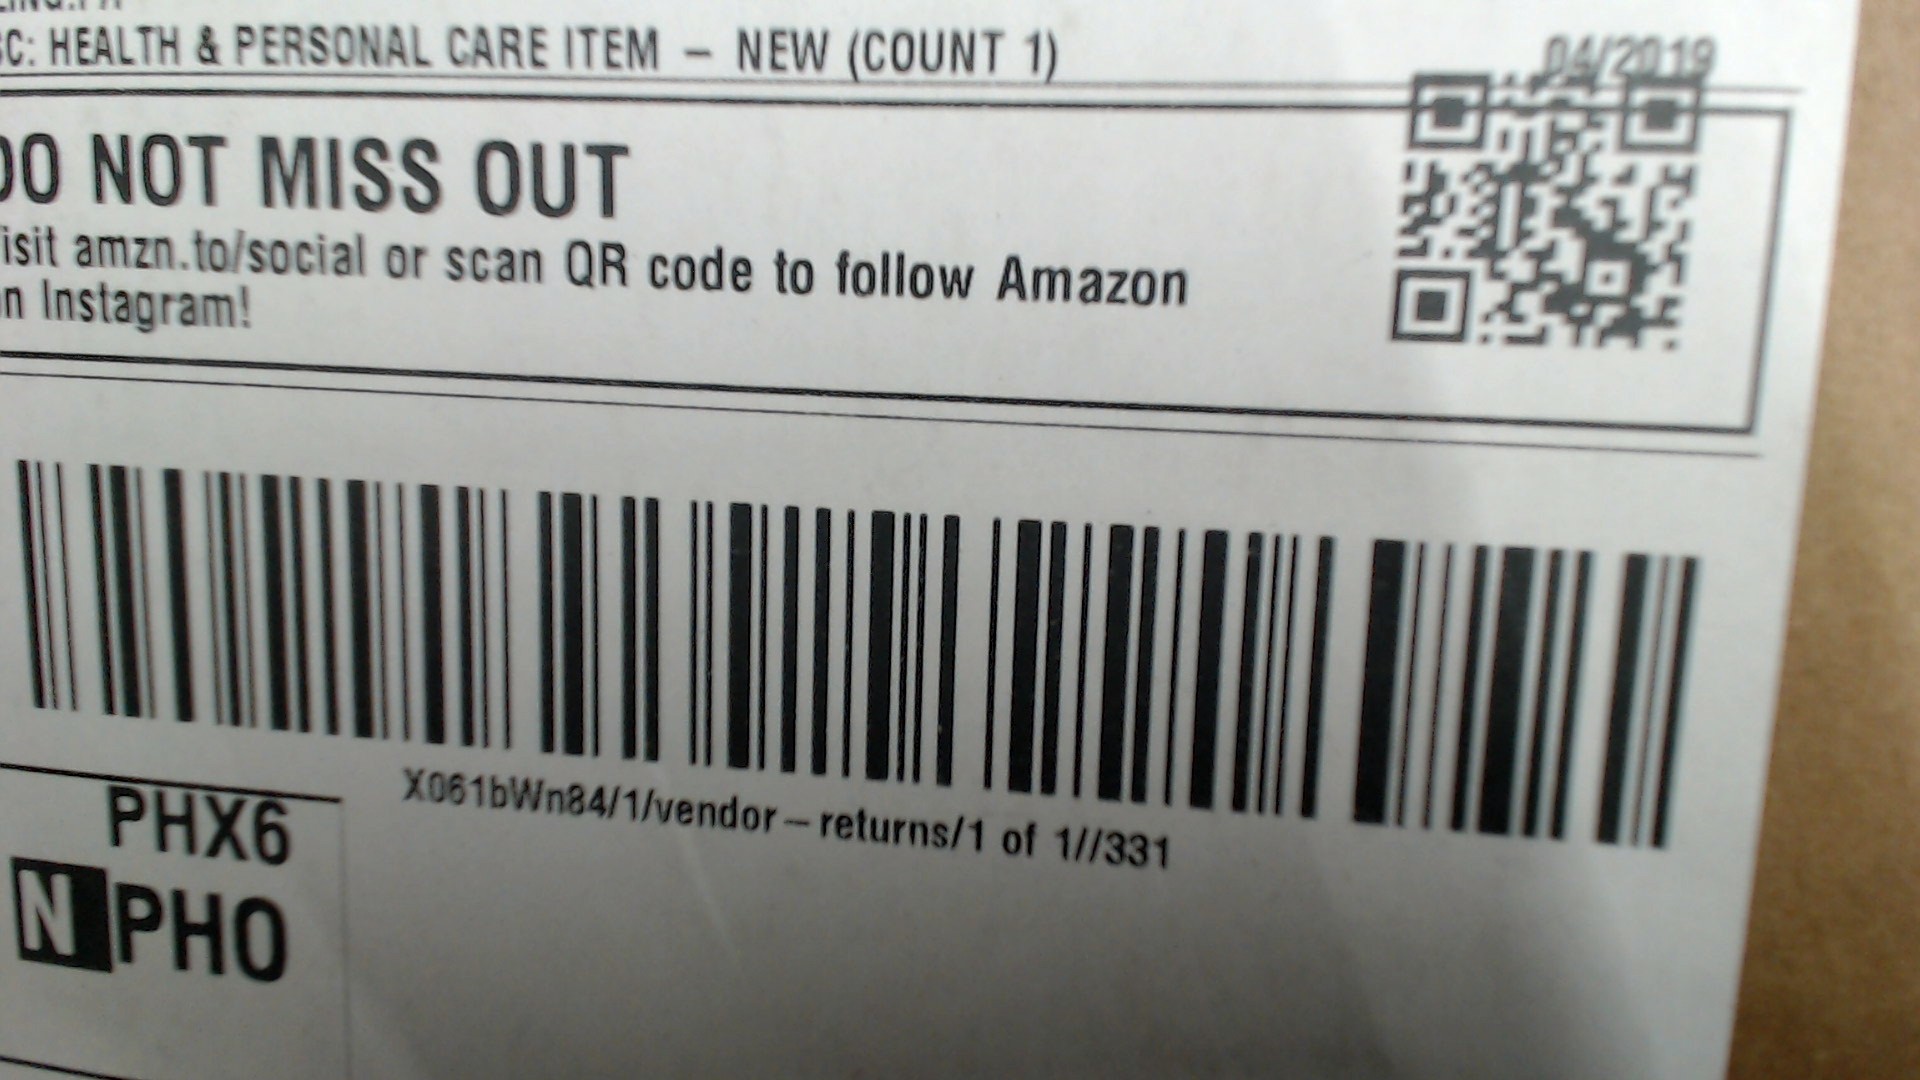 C: HEALTH & PERSONAL CARE ITEM – NEW (COUNT 1)
04/2019
DO NOT MISS OUT
isit amzn.to/social or scan QR code to follow Amazon
n Instagram!
X061bWn84/1/vendor–returns/1 of 1//331
PHX6
N PHO